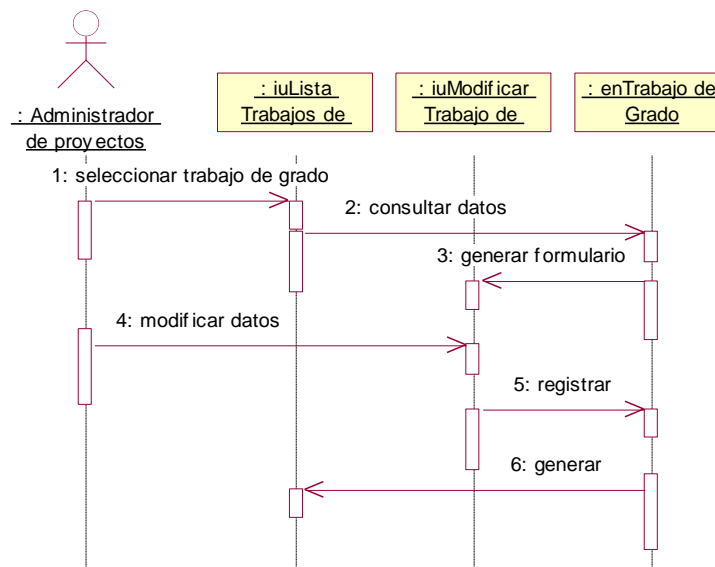 : Administrador
de proyectos
: iuLista
Trabajos de
: iuModificar
Trabajo de
: enTrabajo de
Grado
1: seleccionar trabajo de grado
2: consultar datos
3: generar formulario
4: modificar datos
5: registrar
6: generar